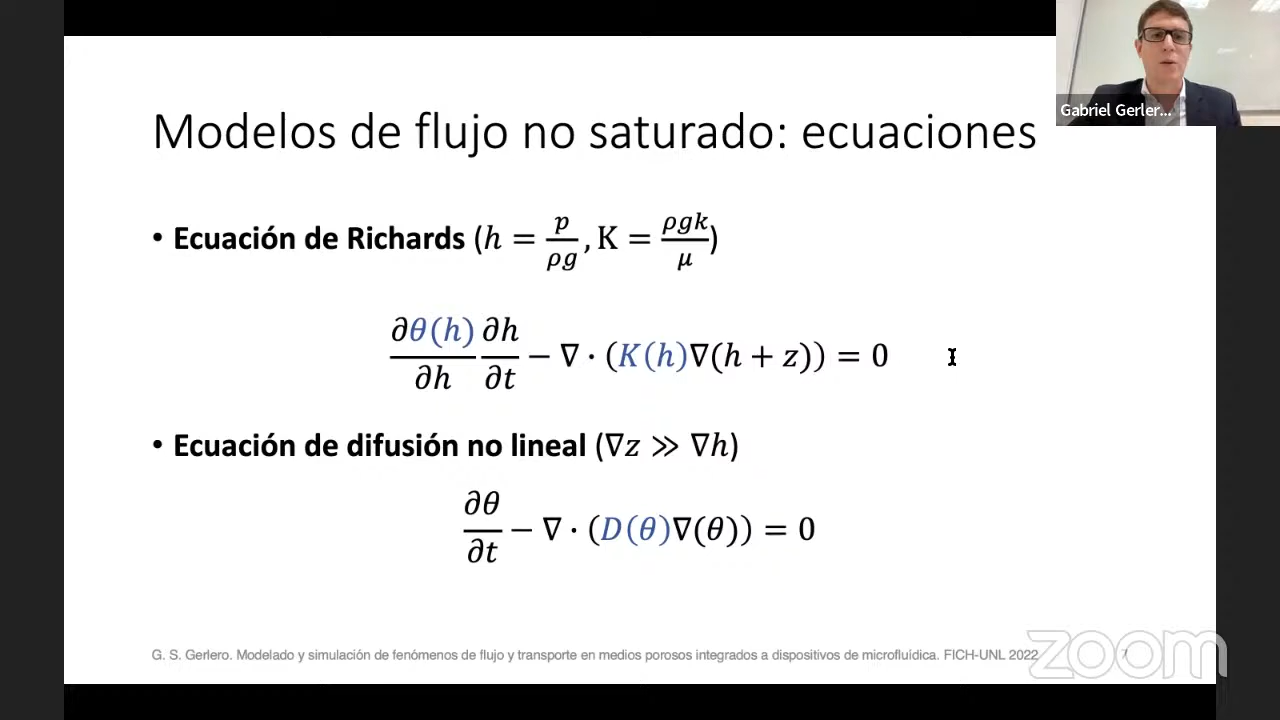 Gabriel Gerler...
Modelos de flujo no saturado: ecuaciones
• Ecuación de Richards (h = p/ρg, K = ρgk/μ)
∂θ(h)/∂h ∂h/∂t − ∇ · (K(h)∇(h + z)) = 0
• Ecuación de difusión no lineal (∇z ≫ ∇h)
∂θ/∂t − ∇ · (D(θ)∇(θ)) = 0
G. S. Gerlero. Modelado y simulación de fenómenos de flujo y transporte en medios porosos integrados a dispositivos de microfluídica. FICH-UNL 2022
7
zoom